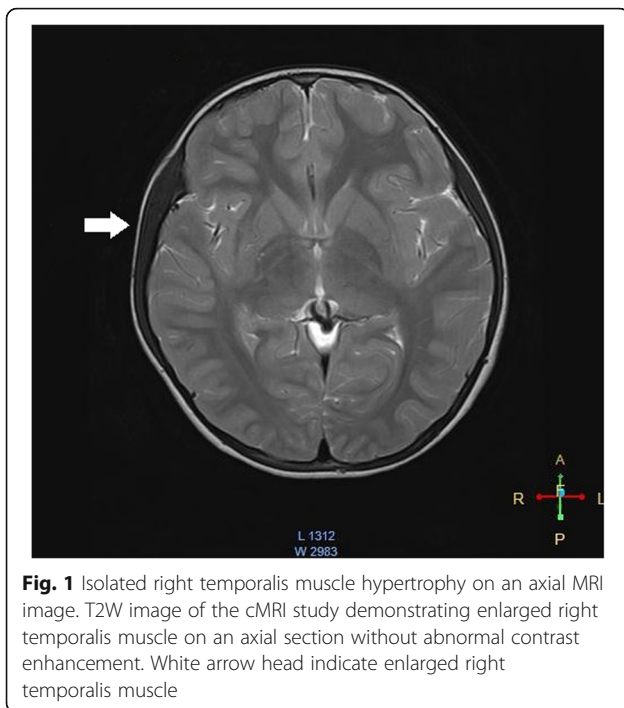 A
F
R L
P
L 1312
W 2983
Fig. 1 Isolated right temporalis muscle hypertrophy on an axial MRI
image. T2W image of the cMRI study demonstrating enlarged right
temporalis muscle on an axial section without abnormal contrast
enhancement. White arrow head indicate enlarged right
temporalis muscle